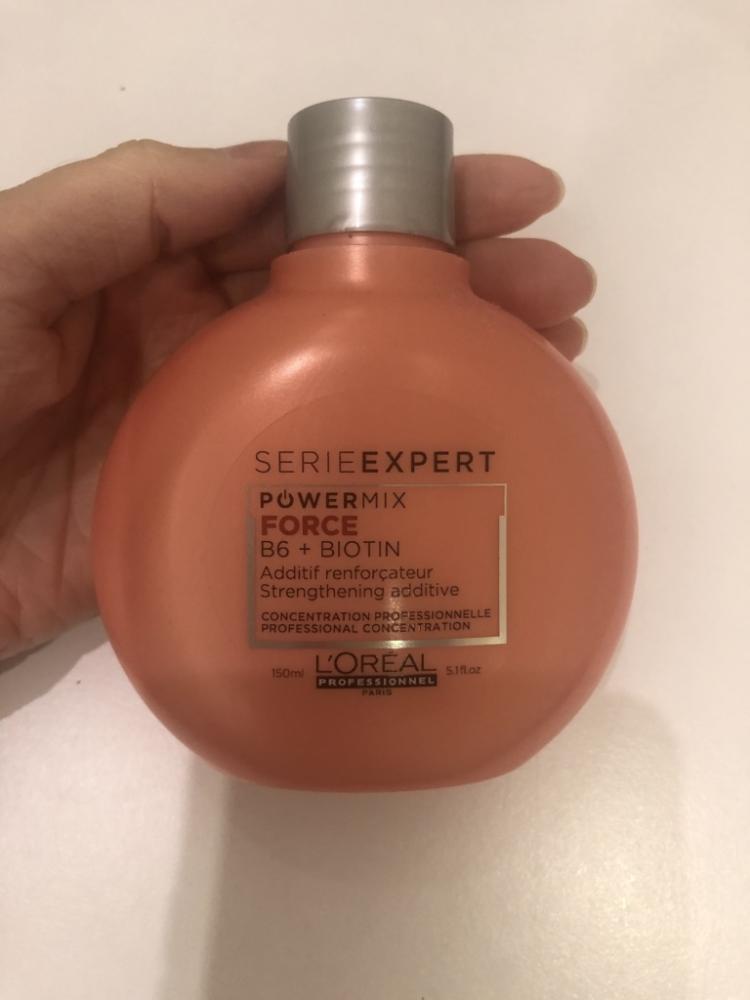 SERIEEXPERT
POWERMIX
FORCE
B6 + BIOTIN
Additif renforçateur
Strengthening additive
CONCENTRATION PROFESSIONNELLE
PROFESSIONAL CONCENTRATION
150ml L'ORÉAL 5.1fl.oz
PROFESSIONNEL
PARIS